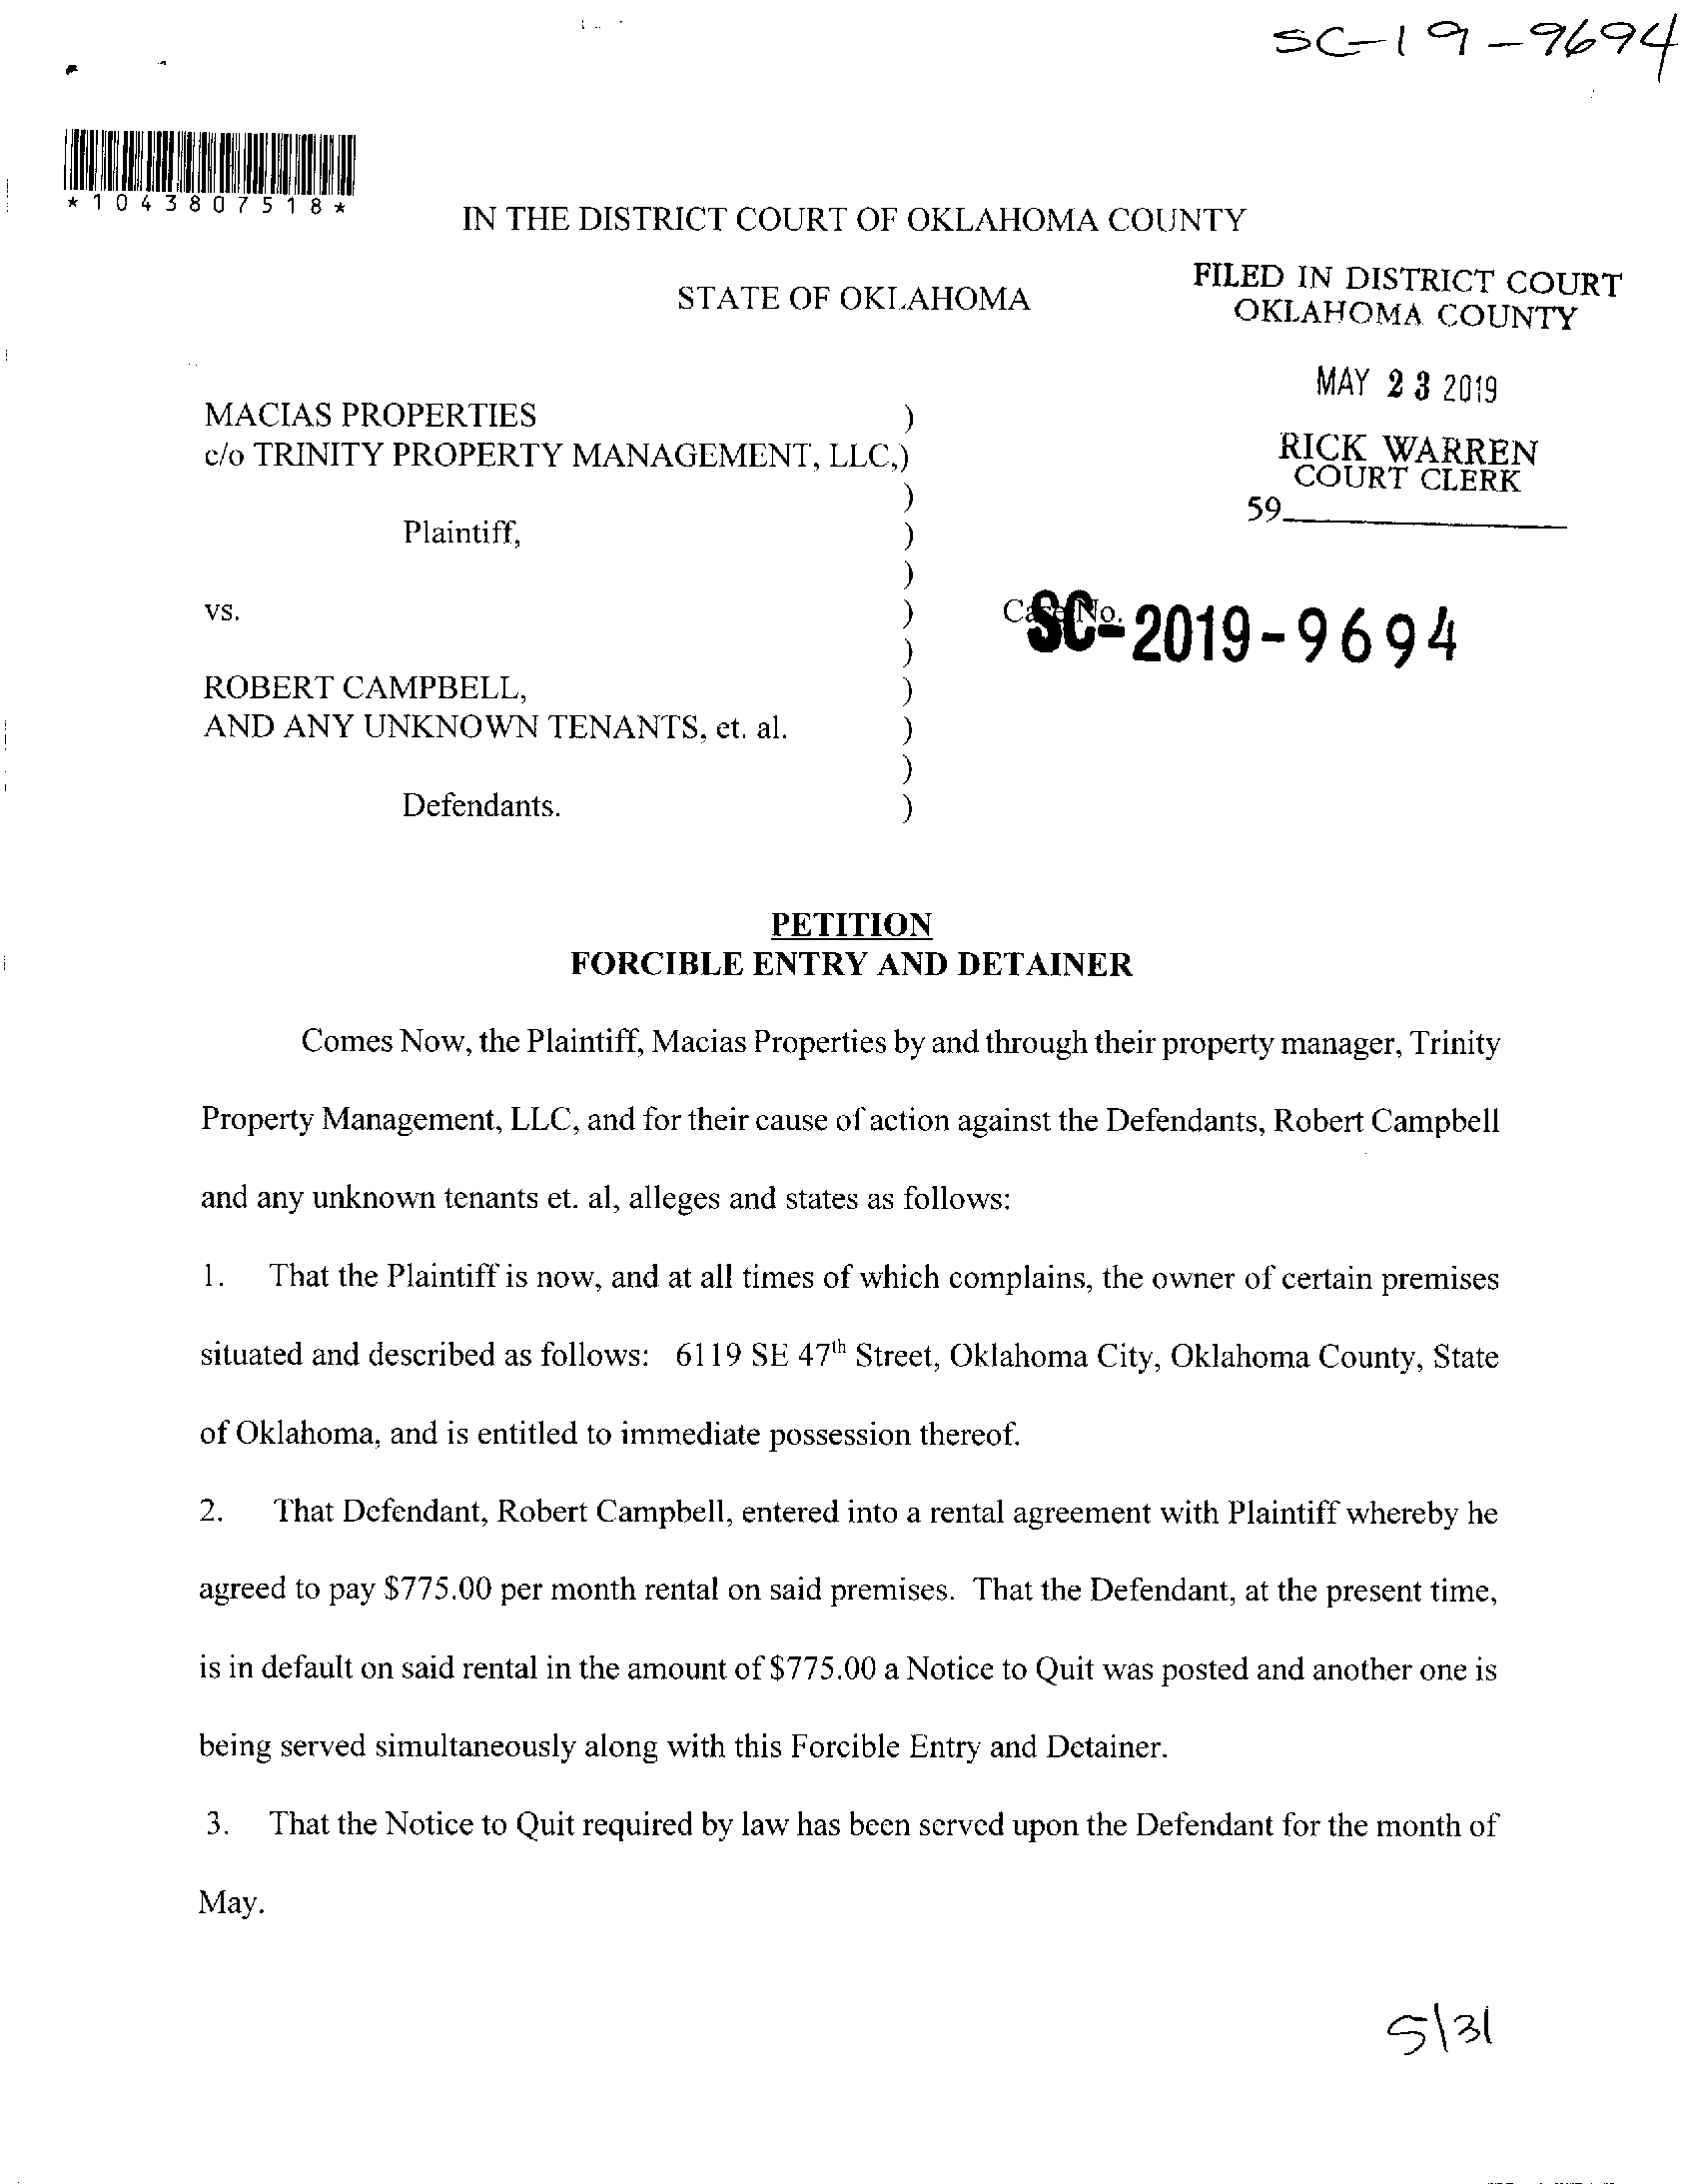 SC-19-9694
*1043807518*
IN THE DISTRICT COURT OF OKLAHOMA COUNTY
STATE OF OKLAHOMA
FILED IN DISTRICT COURT
OKLAHOMA COUNTY
MAY 23 2019
RICK WARREN
COURT CLERK
59
MACIAS PROPERTIES )
c/o TRINITY PROPERTY MANAGEMENT, LLC,)
)
Plaintiff, )
)
vs. )
Case No. SC-2019-9694
)
ROBERT CAMPBELL, )
AND ANY UNKNOWN TENANTS, et. al. )
)
Defendants. )
PETITION
FORCIBLE ENTRY AND DETAINER
Comes Now, the Plaintiff, Macias Properties by and through their property manager, Trinity
Property Management, LLC, and for their cause of action against the Defendants, Robert Campbell
and any unknown tenants et. al, alleges and states as follows:
1. That the Plaintiff is now, and at all times of which complains, the owner of certain premises
situated and described as follows: 6119 SE 47th Street, Oklahoma City, Oklahoma County, State
of Oklahoma, and is entitled to immediate possession thereof.
2. That Defendant, Robert Campbell, entered into a rental agreement with Plaintiff whereby he
agreed to pay $775.00 per month rental on said premises. That the Defendant, at the present time,
is in default on said rental in the amount of $775.00 a Notice to Quit was posted and another one is
being served simultaneously along with this Forcible Entry and Detainer.
3. That the Notice to Quit required by law has been served upon the Defendant for the month of
May.
5\31